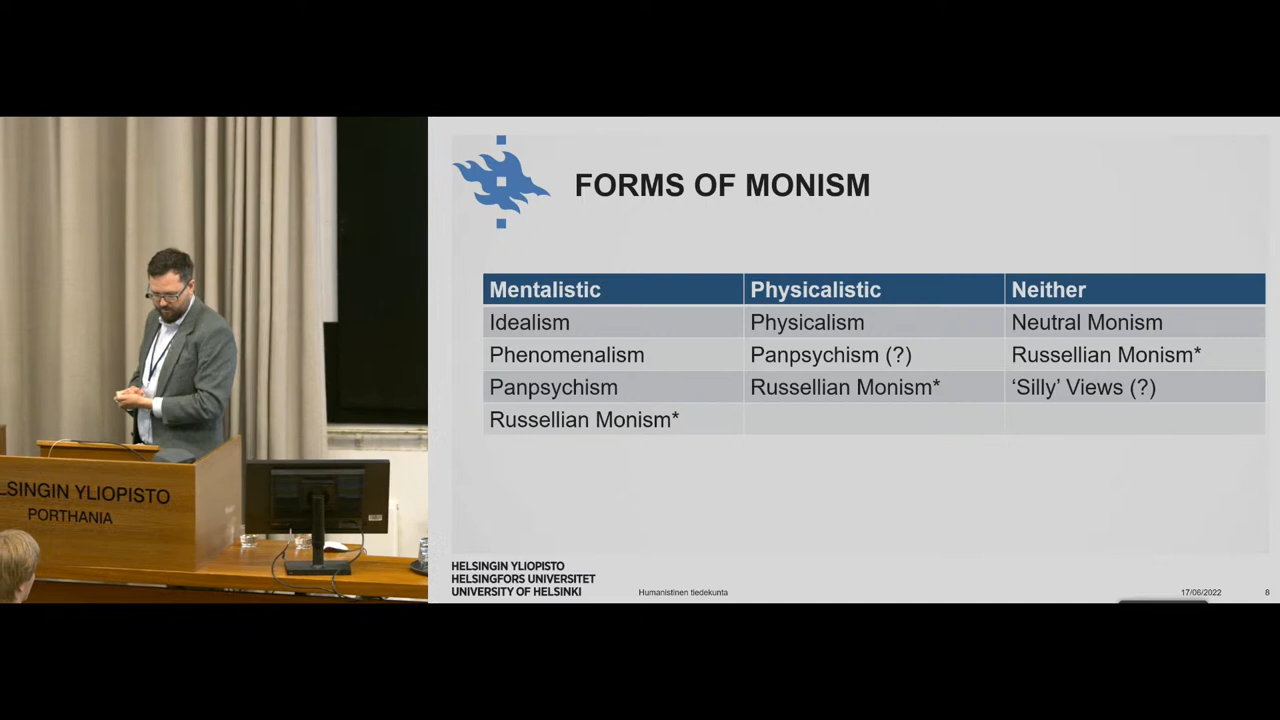 FORMS OF MONISM
Mentalistic Physicalistic Neither
Idealism Physicalism Neutral Monism
Phenomenalism Panpsychism (?) Russellian Monism*
Panpsychism Russellian Monism* ‘Silly’ Views (?)
Russellian Monism*
LSINGIN YLIOPISTO
PORTHANIA
HELSINGIN YLIOPISTO
HELSINGFORS UNIVERSITET
UNIVERSITY OF HELSINKI
Humanistinen tiedekunta 17/06/2022 8